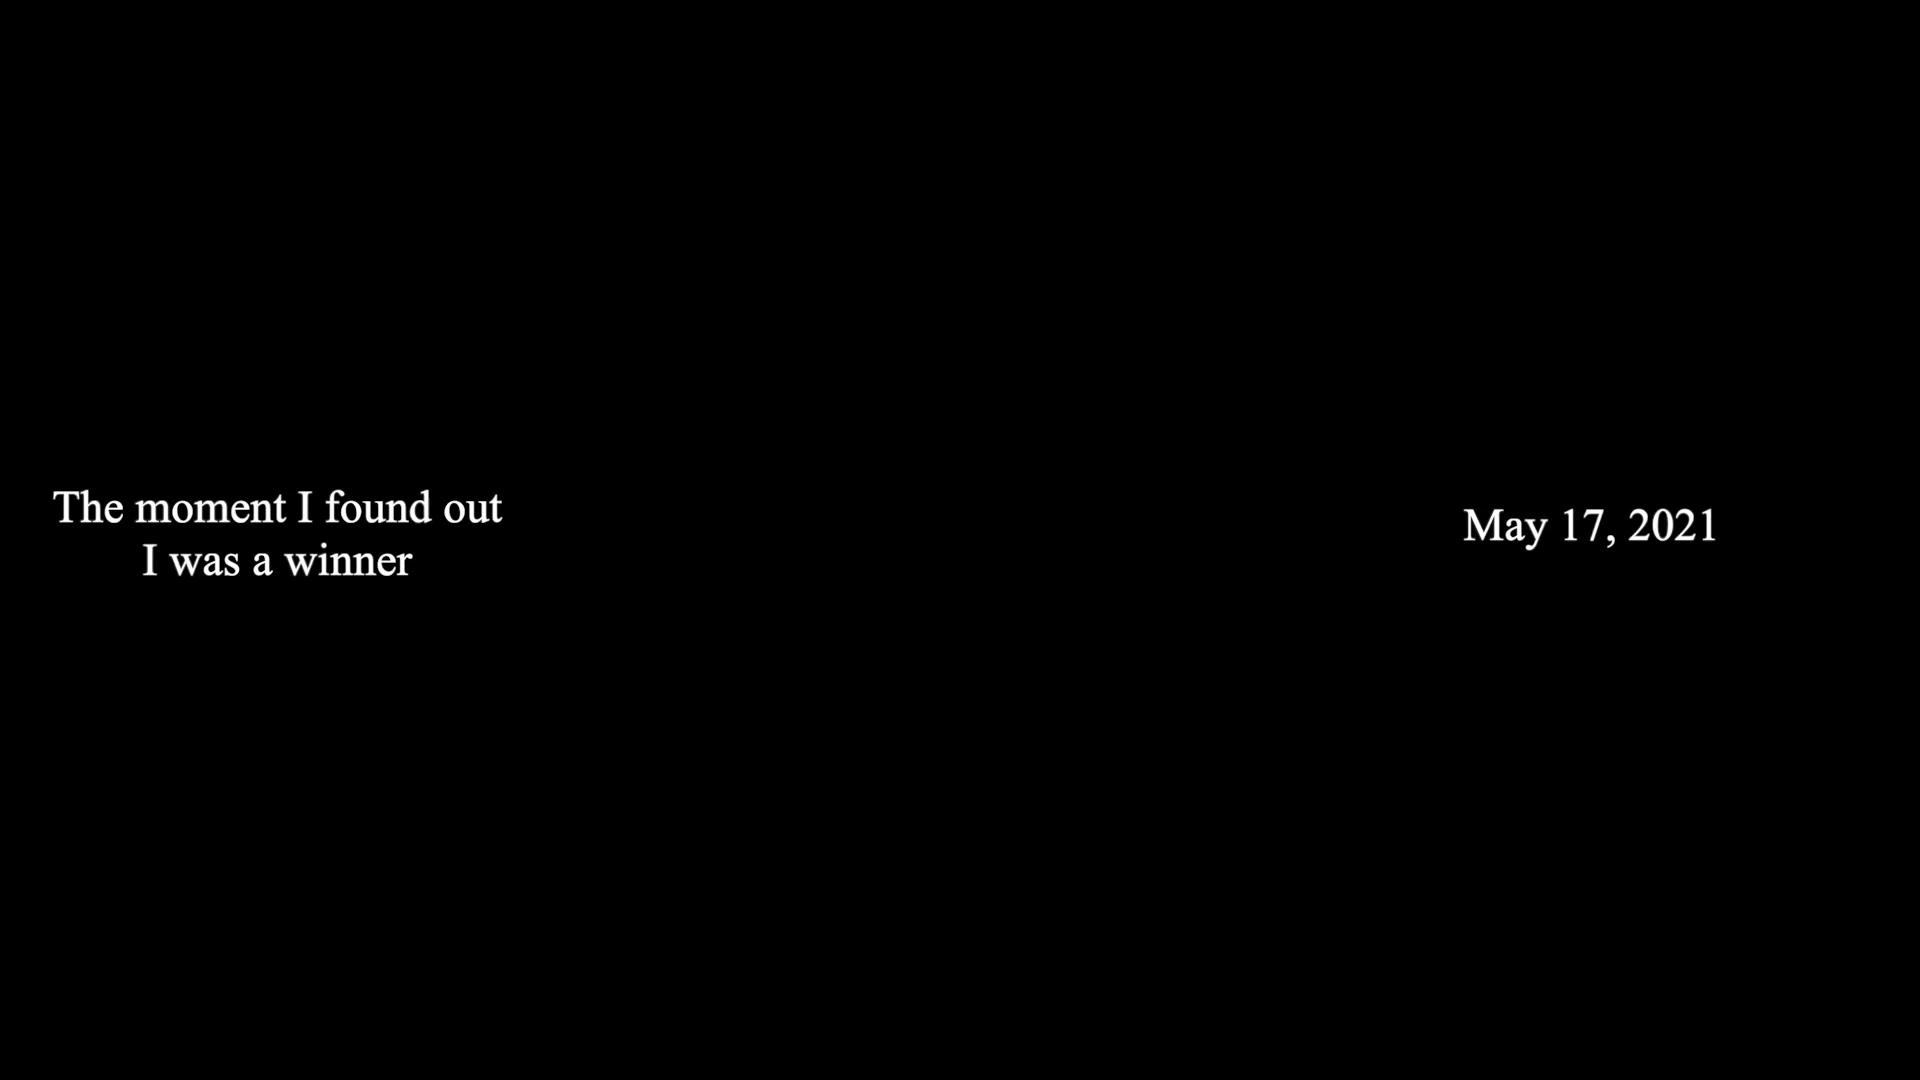 The moment I found out
I was a winner
May 17, 2021